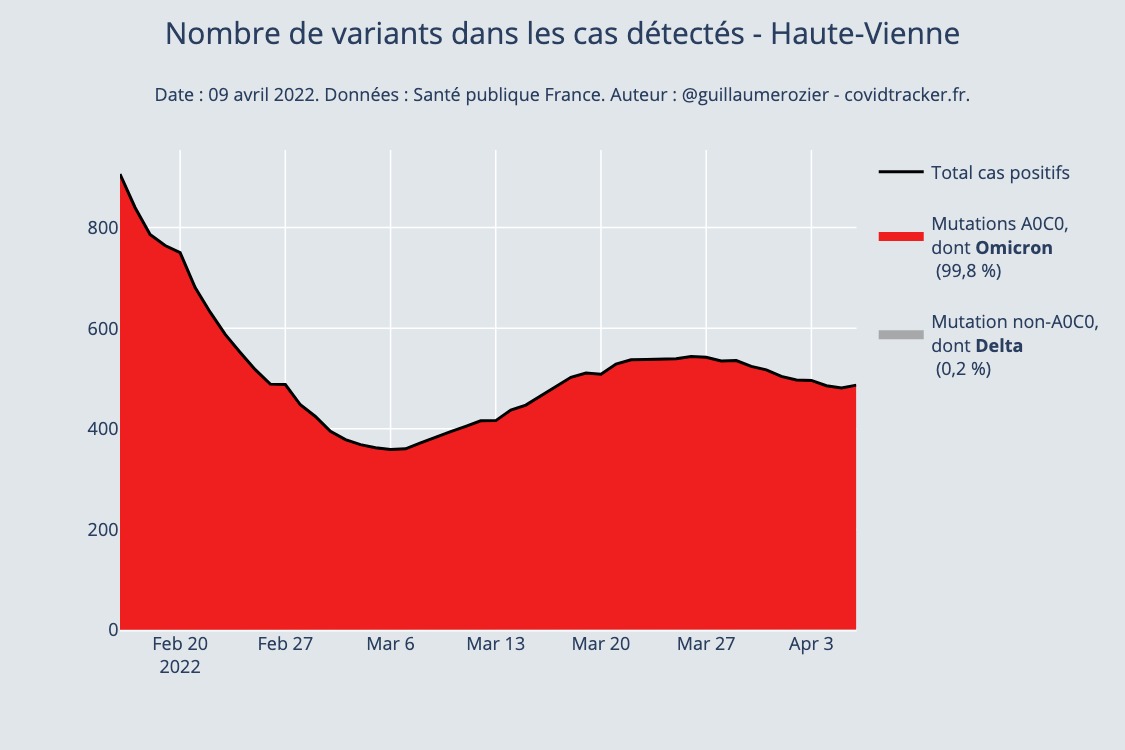 Nombre de variants dans les cas détectés - Haute-Vienne
Date : 09 avril 2022. Données : Santé publique France. Auteur : @guillaumerozier - covidtracker.fr.
Total cas positifs
Mutations A0C0,
dont Omicron
(99,8 %)
Mutation non-A0C0,
dont Delta
(0,2 %)
800
600
400
200
0
Feb 20
2022
Feb 27
Mar 6
Mar 13
Mar 20
Mar 27
Apr 3